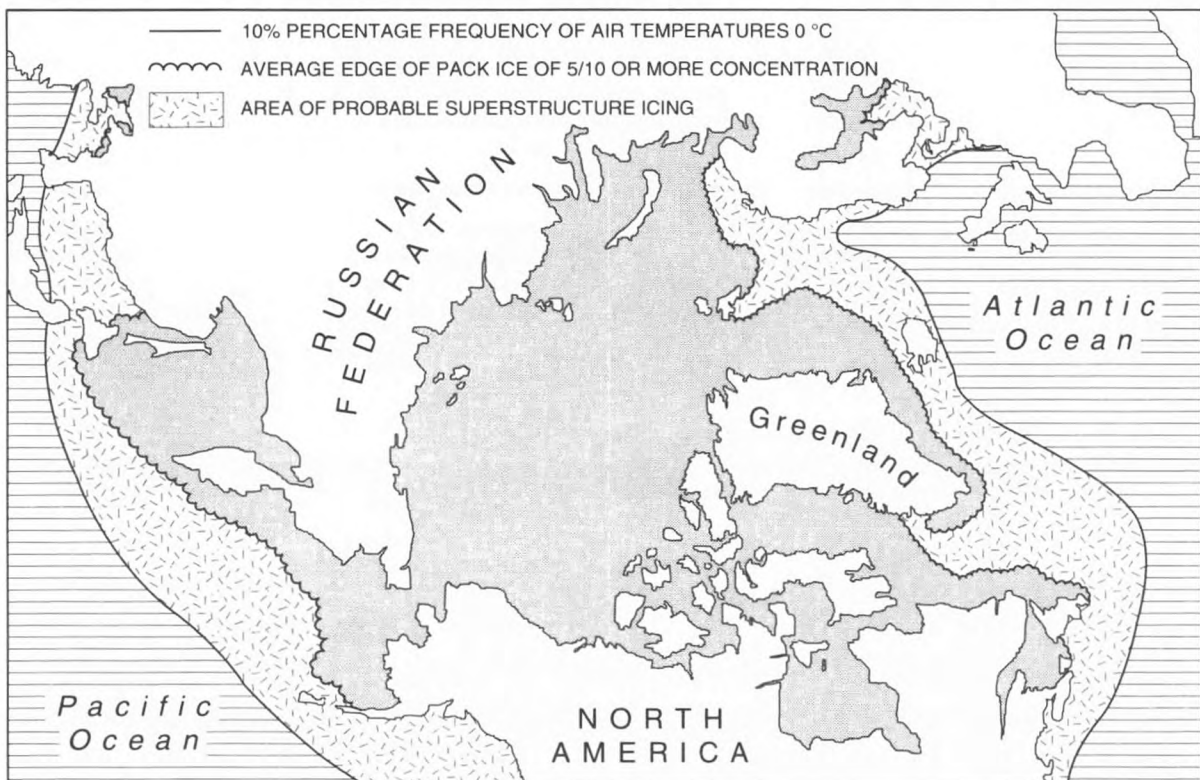 10% PERCENTAGE FREQUENCY OF AIR TEMPERATURES 0 °C
AVERAGE EDGE OF PACK ICE OF 5/10 OR MORE CONCENTRATION
AREA OF PROBABLE SUPERSTRUCTURE ICING
RUSSIAN
FEDERATION
Atlantic
Ocean
Greenland
Pacific
Ocean
NORTH
AMERICA